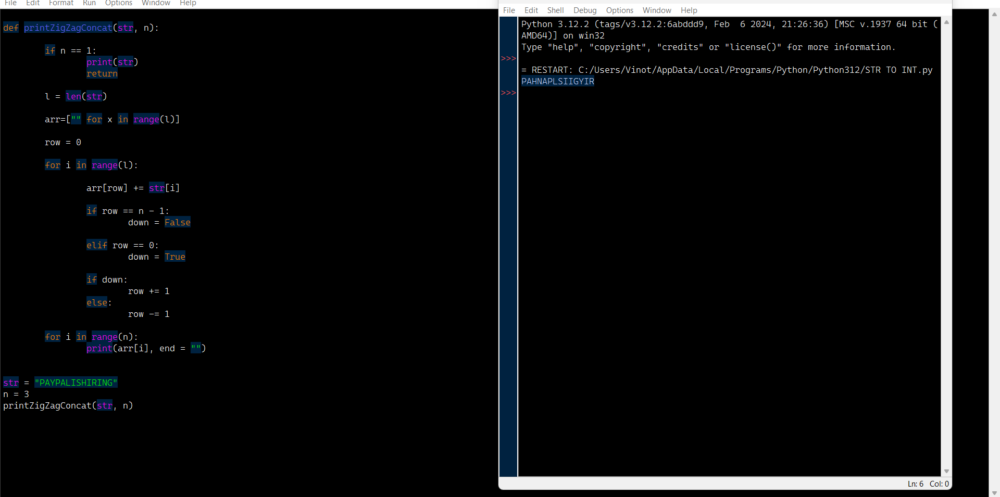 File Edit Format Run Options Window Help
def printZigZagConcat(str, n):
if n == 1:
print(str)
return
l = len(str)
arr=["" for x in range(l)]
row = 0
for i in range(l):
arr[row] += str[i]
if row == n - 1:
down = False
elif row == 0:
down = True
if down:
row += 1
else:
row -= 1
for i in range(n):
print(arr[i], end = "")
str = "PAYPALISHIRING"
n = 3
printZigZagConcat(str, n)
File Edit Shell Debug Options Window Help
Python 3.12.2 (tags/v3.12.2:6abddd9, Feb  6 2024, 21:26:36) [MSC v.1937 64 bit (
AMD64)] on win32
Type "help", "copyright", "credits" or "license()" for more information.
>>>
= RESTART: C:/Users/Vinot/AppData/Local/Programs/Python/Python312/STR TO INT.py
PAHNAPLSIIGYIR
>>>
Ln: 6 Col: 0